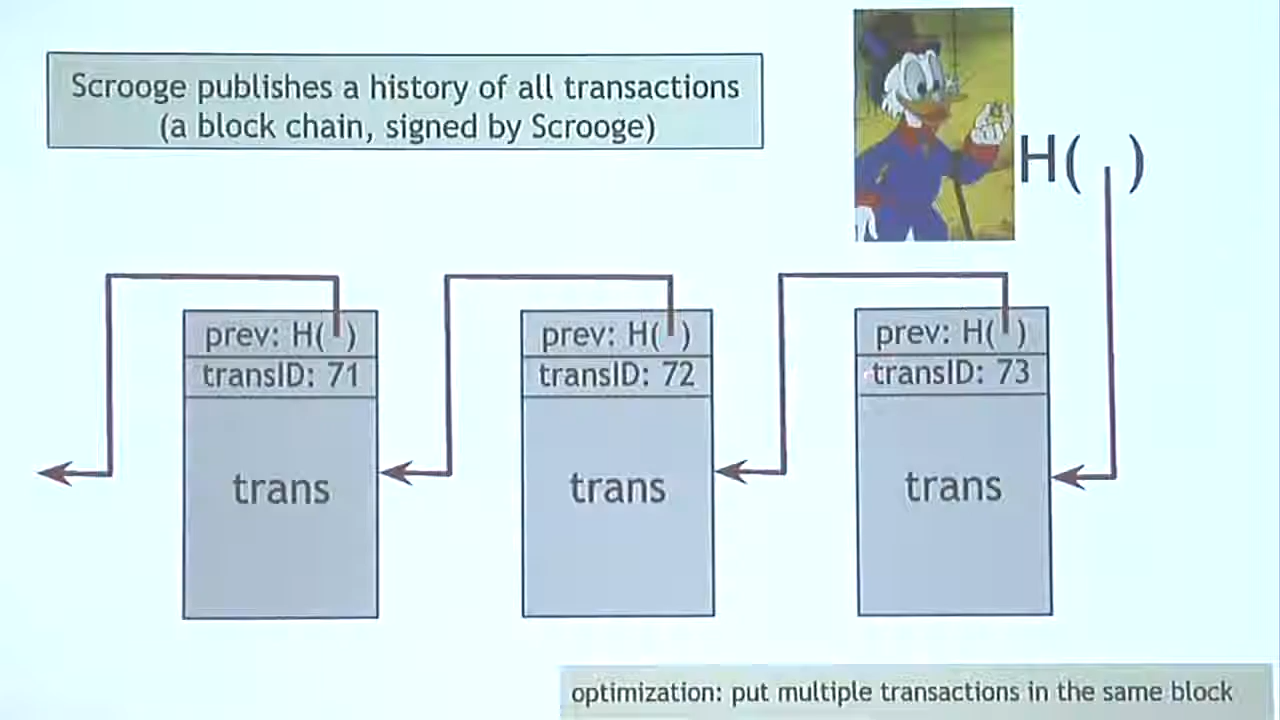 Scrooge publishes a history of all transactions
(a block chain, signed by Scrooge)
H( )
prev: H( )
transID: 71
trans
prev: H( )
transID: 72
trans
prev: H( )
transID: 73
trans
optimization: put multiple transactions in the same block